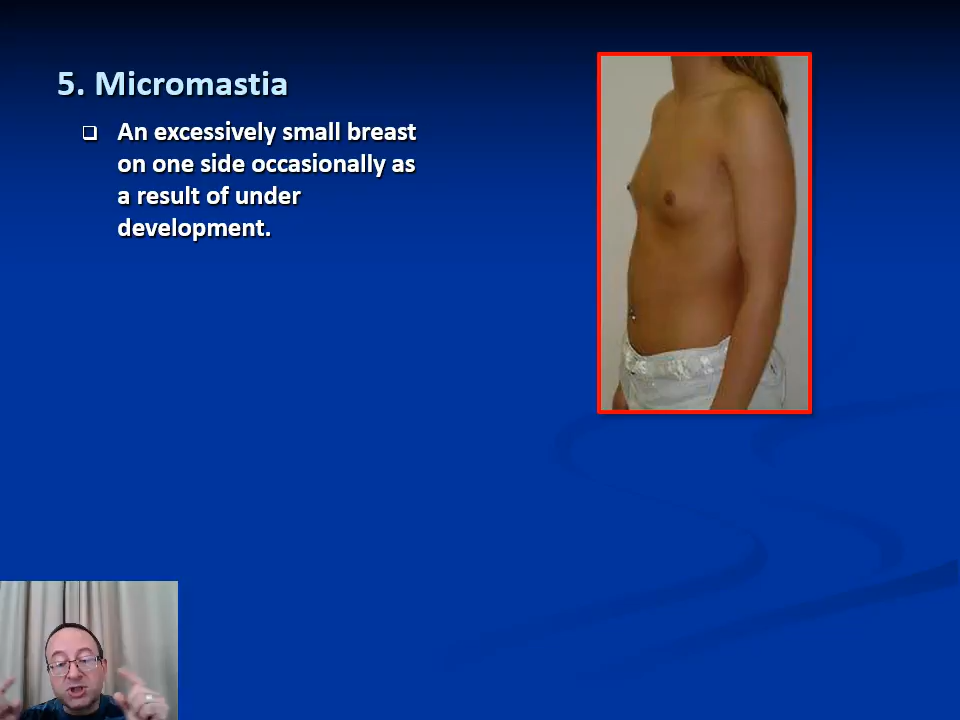 5. Micromastia
An excessively small breast
on one side occasionally as
a result of under
development.